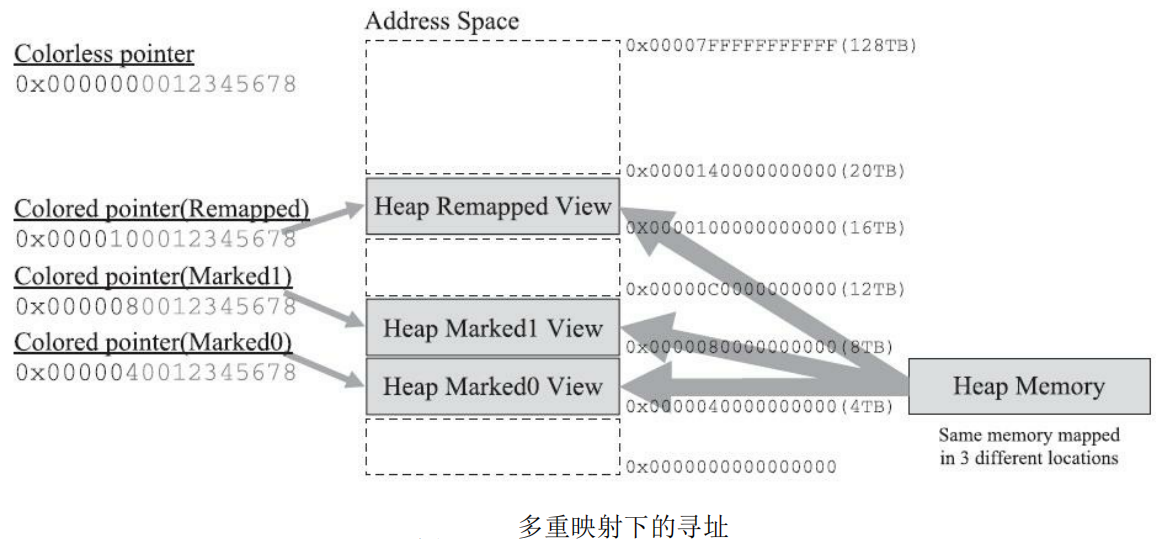 Address Space
0x00007FFFFFFFFFFF(128TB)
Colorless pointer
0x0000000012345678
0x0000140000000000(20TB)
Colored pointer(Remapped)
0x0000100012345678
Heap Remapped View
0x0000100000000000(16TB)
Colored pointer(Marked1)
0x0000080012345678
0x00000C0000000000(12TB)
Heap Marked1 View
0x0000080000000000(8TB)
Colored pointer(Marked0)
0x0000040012345678
Heap Marked0 View
0x0000040000000000(4TB)
Heap Memory
Same memory mapped
in 3 different locations
0x0000000000000000
多重映射下的寻址